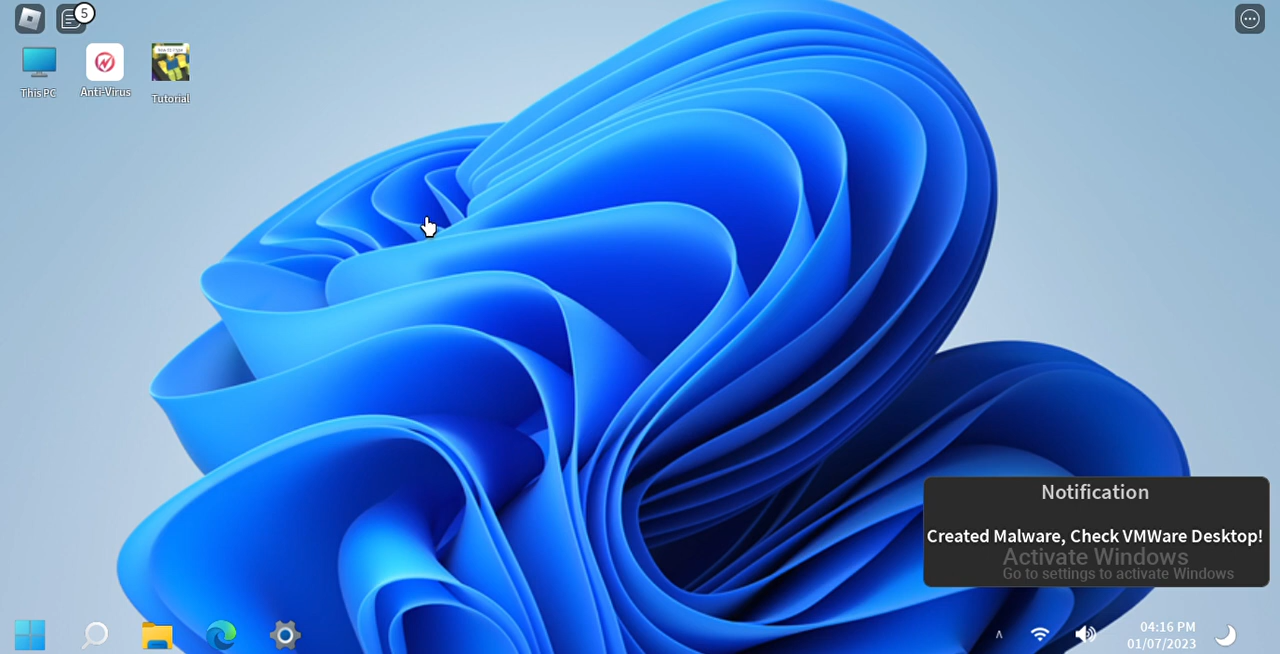 5
This PC
Anti-Virus
Tutorial
Notification
Created Malware, Check VMWare Desktop!
Activate Windows
Go to settings to activate Windows
04:16 PM
01/07/2023